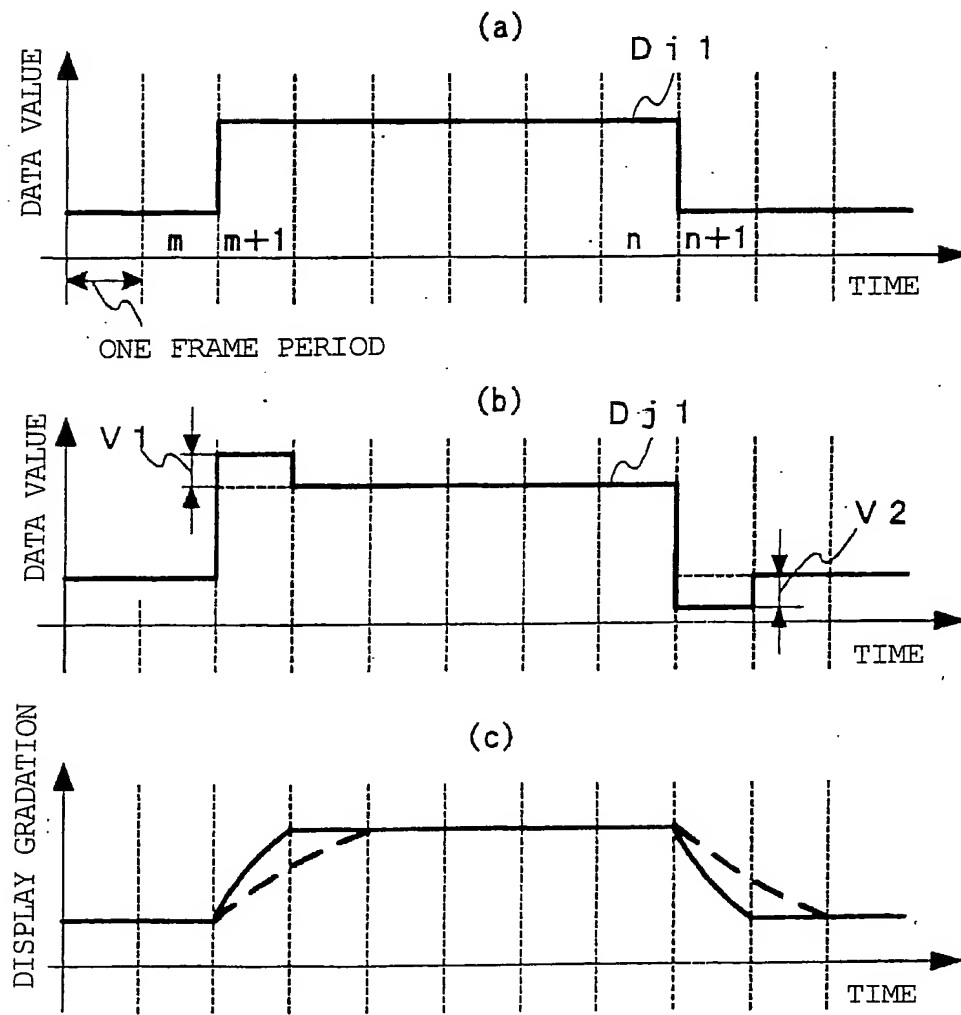 (a)
D i 1
DATA VALUE
m
m+1
n
n+1
TIME
ONE FRAME PERIOD
(b)
V 1
D j 1
DATA VALUE
V 2
TIME
(c)
DISPLAY GRADATION
TIME